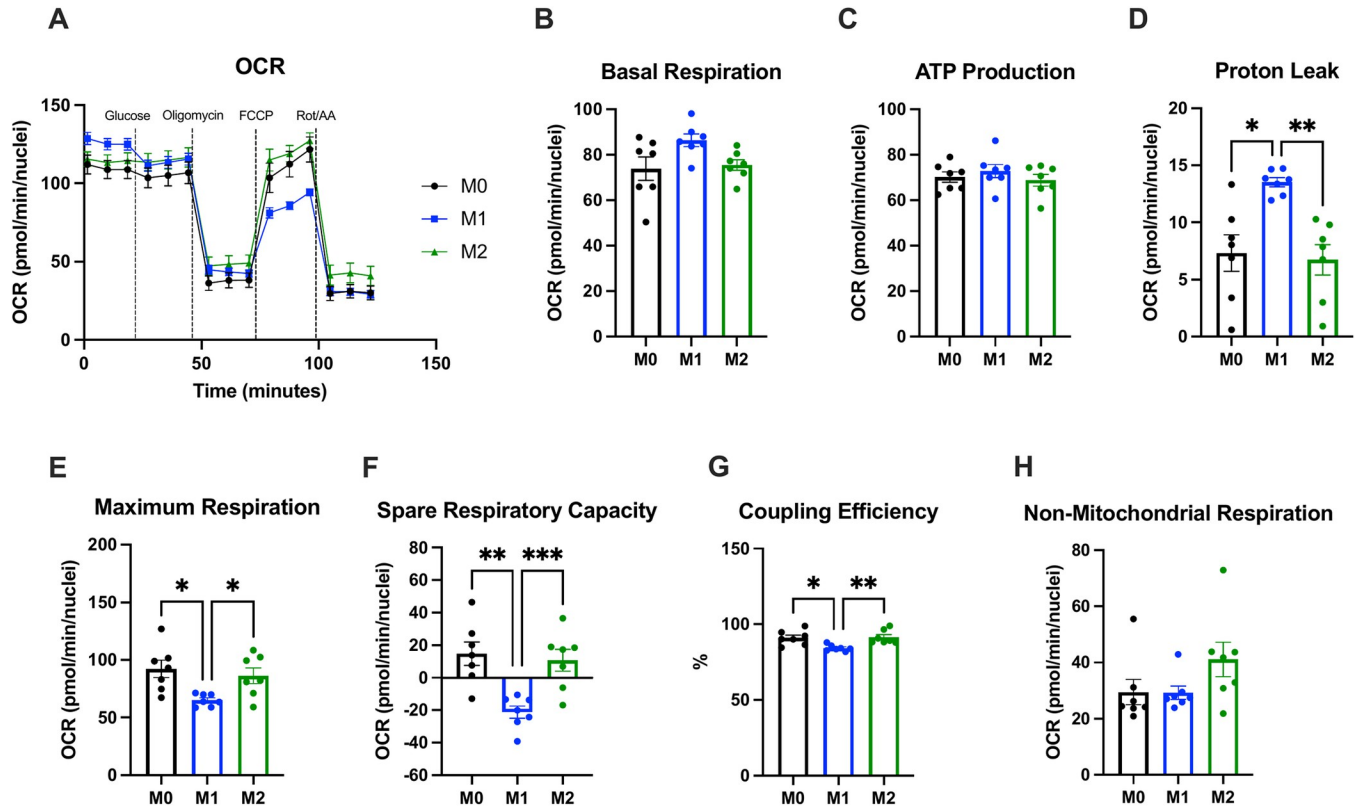 A
OCR
OCR (pmol/min/nuclei)
150
100
50
0
Glucose
Oligomycin
FCCP
Rot/AA
0
50
100
150
Time (minutes)
M0
M1
M2
B
Basal Respiration
OCR (pmol/min/nuclei)
100
80
60
40
20
0
M0 M1 M2
C
ATP Production
OCR (pmol/min/nuclei)
100
80
60
40
20
0
M0 M1 M2
D
Proton Leak
OCR (pmol/min/nuclei)
20
15
10
5
0
* **
M0 M1 M2
E
Maximum Respiration
OCR (pmol/min/nuclei)
200
150
100
50
0
* *
M0 M1 M2
F
Spare Respiratory Capacity
OCR (pmol/min/nuclei)
80
60
40
20
0
-20
-40
-60
** ***
M0 M1 M2
G
Coupling Efficiency
%
150
100
50
0
* **
M0 M1 M2
H
Non-Mitochondrial Respiration
OCR (pmol/min/nuclei)
80
60
40
20
0
M0 M1 M2